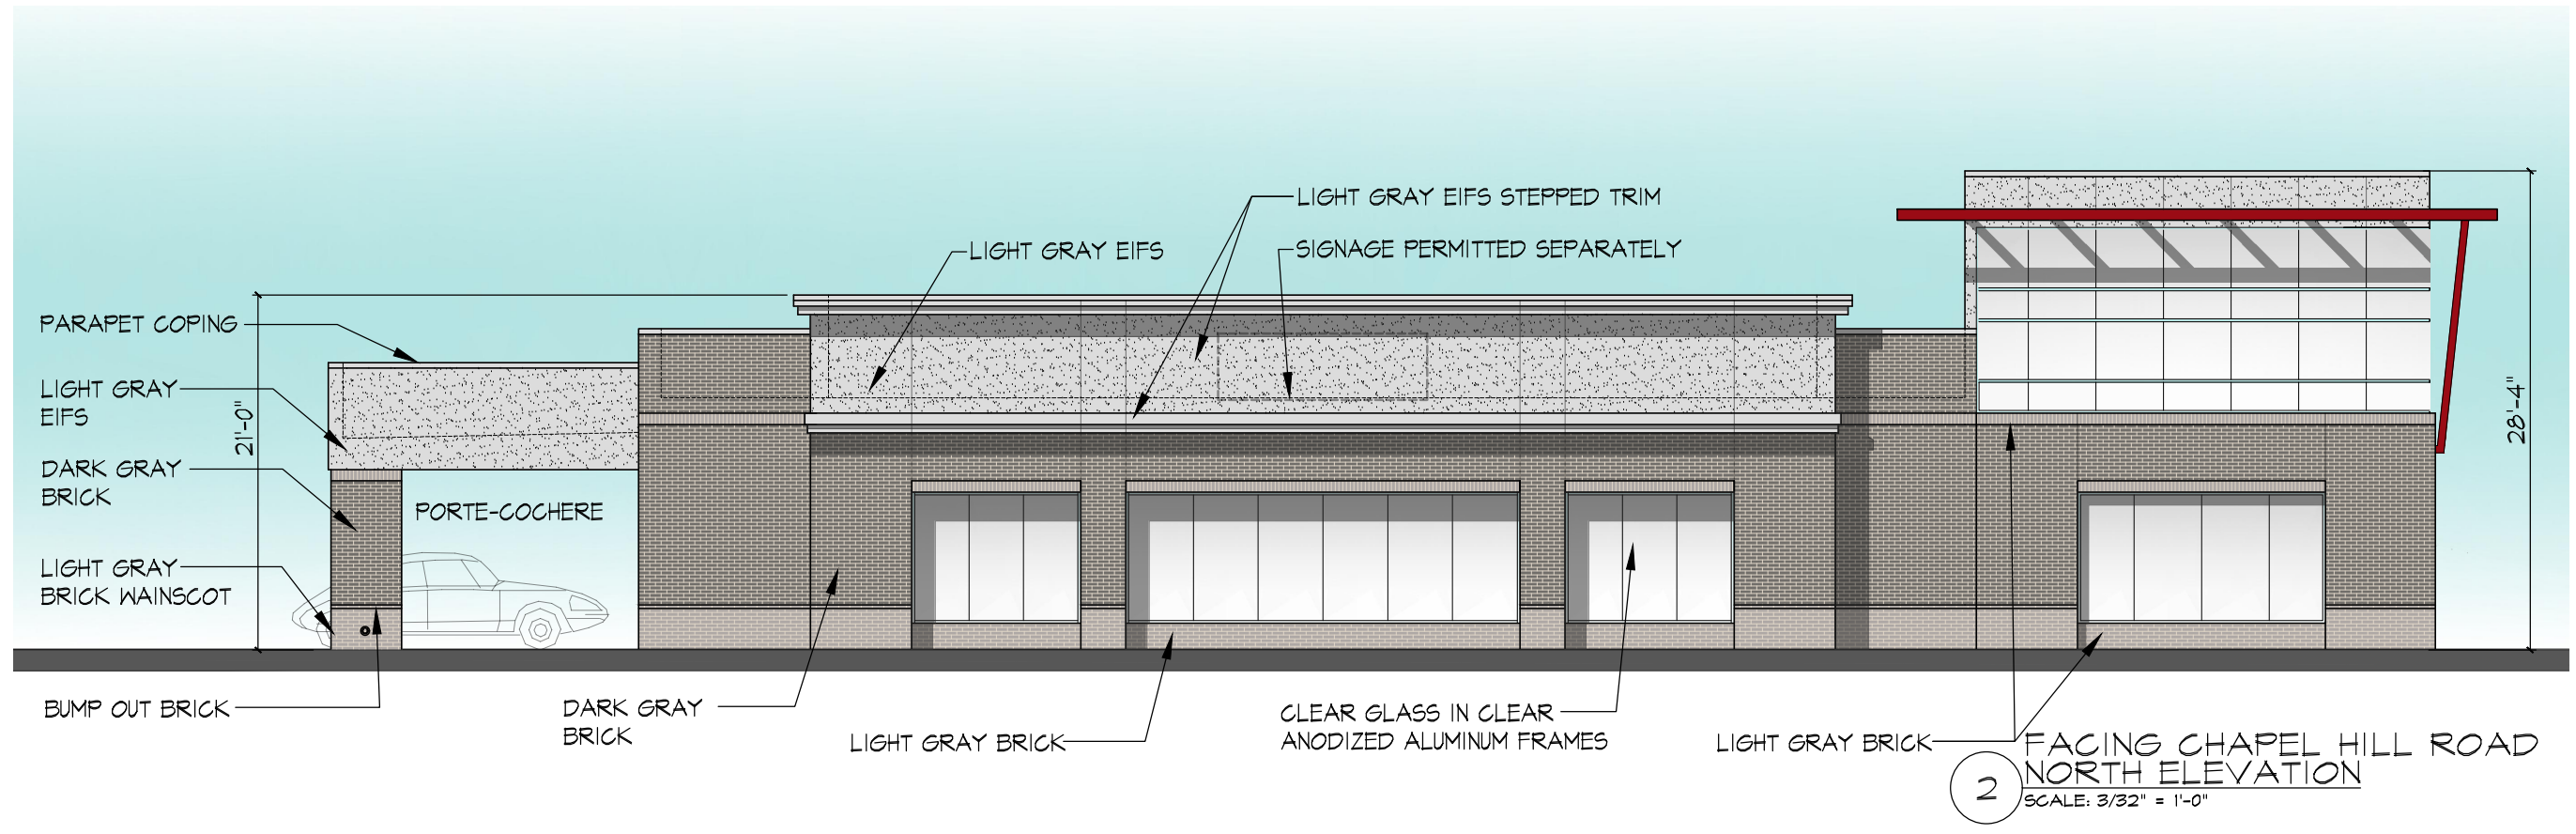 LIGHT GRAY EIFS STEPPED TRIM
LIGHT GRAY EIFS
SIGNAGE PERMITTED SEPARATELY
PARAPET COPING
LIGHT GRAY
EIFS
21'-0"
28'-4"
DARK GRAY
BRICK
PORTE-COCHERE
LIGHT GRAY
BRICK WAINSCOT
BUMP OUT BRICK
DARK GRAY
BRICK
LIGHT GRAY BRICK
CLEAR GLASS IN CLEAR
ANODIZED ALUMINUM FRAMES
LIGHT GRAY BRICK
2
FACING CHAPEL HILL ROAD
NORTH ELEVATION
SCALE: 3/32" = 1'-0"